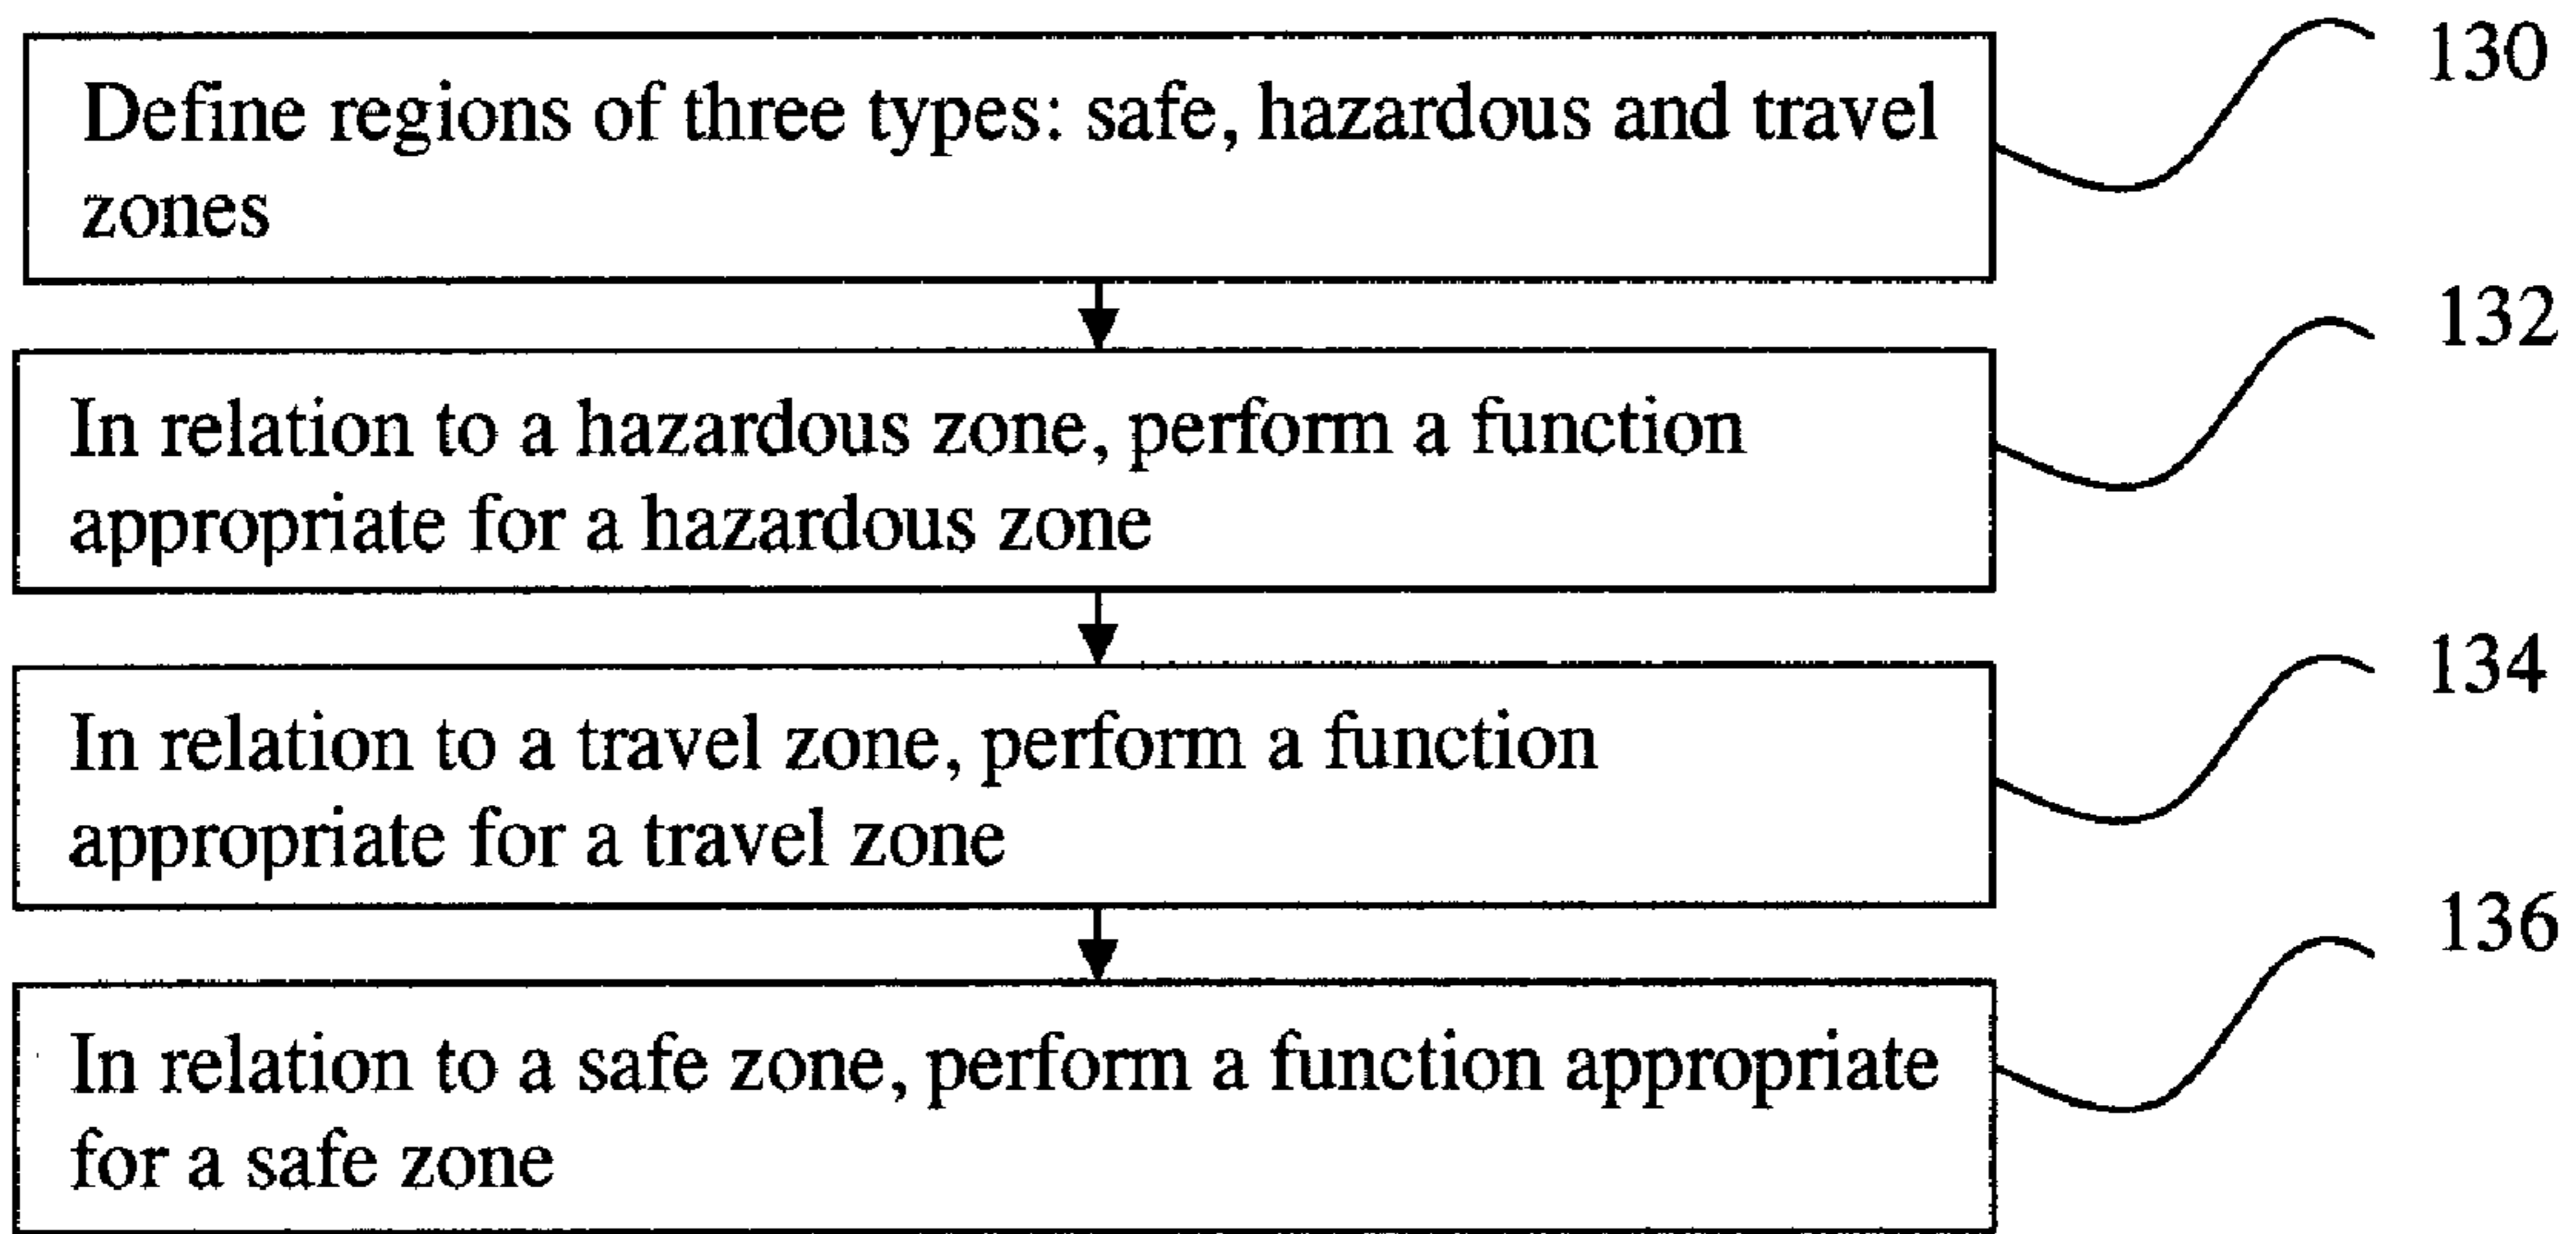 130
Define regions of three types: safe, hazardous and travel
zones
132
In relation to a hazardous zone, perform a function
appropriate for a hazardous zone
134
In relation to a travel zone, perform a function
appropriate for a travel zone
136
In relation to a safe zone, perform a function appropriate
for a safe zone